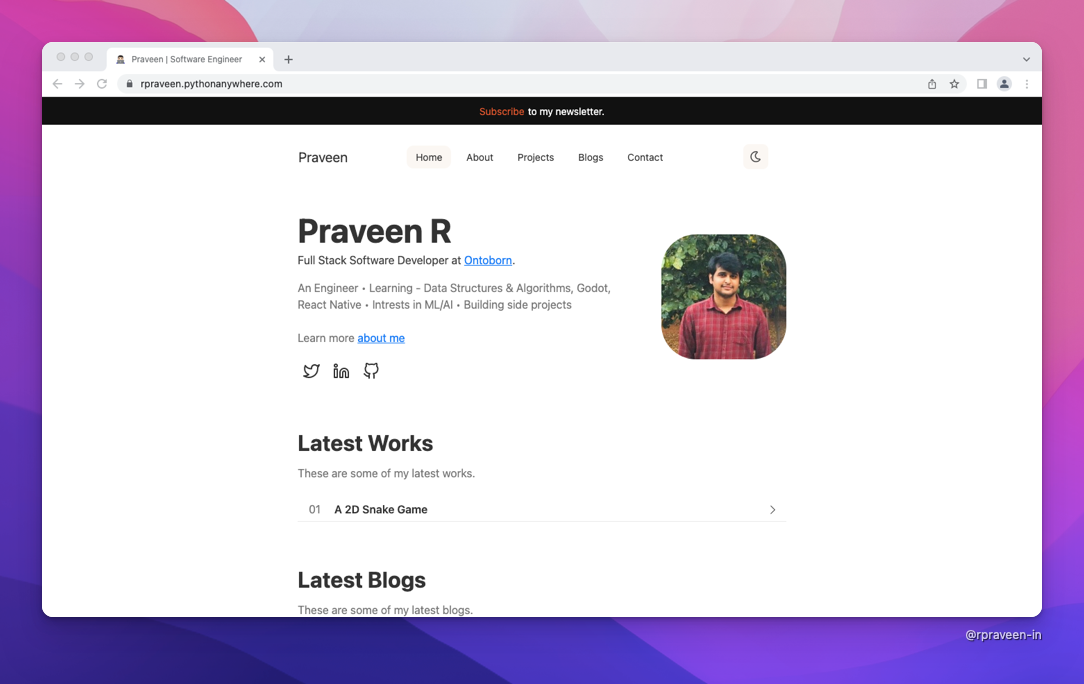 Praveen | Software Engineer
rpraveen.pythonanywhere.com
Subscribe to my newsletter.
Praveen Home About Projects Blogs Contact
Praveen R
Full Stack Software Developer at Ontoborn.
An Engineer • Learning - Data Structures & Algorithms, Godot,
React Native • Intrests in ML/AI • Building side projects
Learn more about me
Latest Works
These are some of my latest works.
01 A 2D Snake Game
Latest Blogs
These are some of my latest blogs.
@rpraveen-in